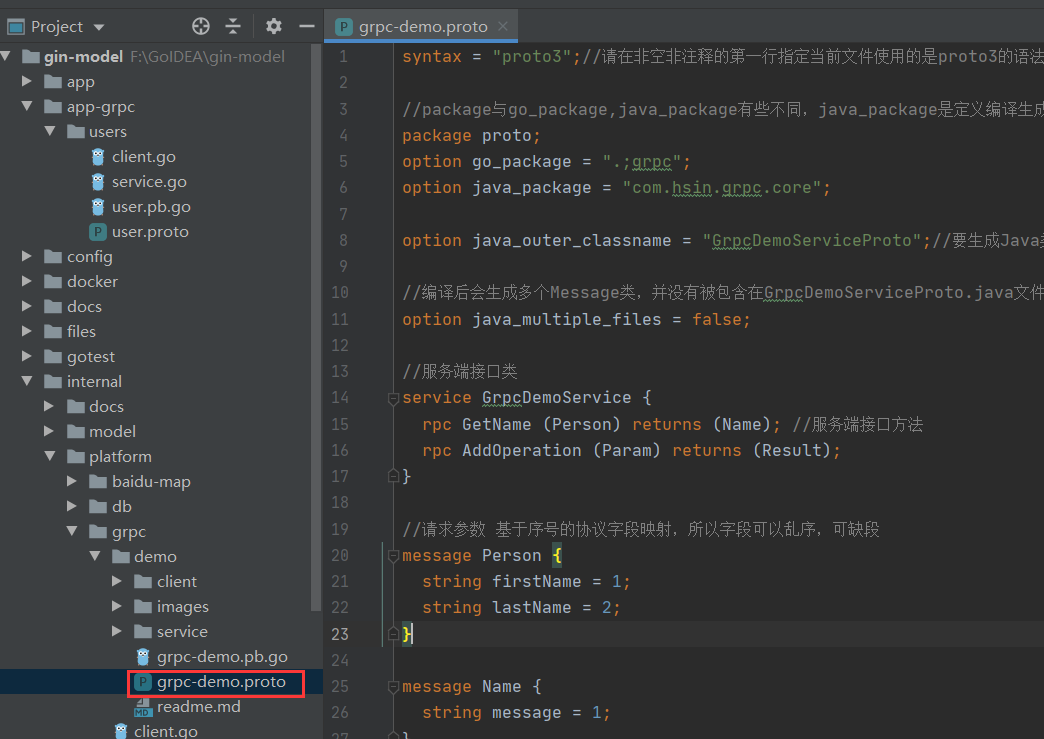 Project
grpc-demo.proto
gin-model F:\GoIDEA\gin-model
app
app-grpc
users
client.go
service.go
user.pb.go
user.proto
config
docker
docs
files
gotest
internal
docs
model
platform
baidu-map
db
grpc
demo
client
images
service
grpc-demo.pb.go
grpc-demo.proto
MD readme.md
client.go
1 syntax = "proto3";//请在非空非注释的第一行指定当前文件使用的是proto3的语法
2
3 //package与go_package,java_package有些不同，java_package是定义编译生成
4 package proto;
5 option go_package = ".;grpc";
6 option java_package = "com.hsin.grpc.core";
7
8 option java_outer_classname = "GrpcDemoServiceProto";//要生成Java类
9
10 //编译后会生成多个Message类，并没有被包含在GrpcDemoServiceProto.java文件
11 option java_multiple_files = false;
12
13 //服务端接口类
14 service GrpcDemoService {
15 rpc GetName (Person) returns (Name); //服务端接口方法
16 rpc AddOperation (Param) returns (Result);
17 }
18
19 //请求参数 基于序号的协议字段映射，所以字段可以乱序，可缺段
20 message Person {
21 string firstName = 1;
22 string lastName = 2;
23 }
24
25 message Name {
26 string message = 1;
27 }